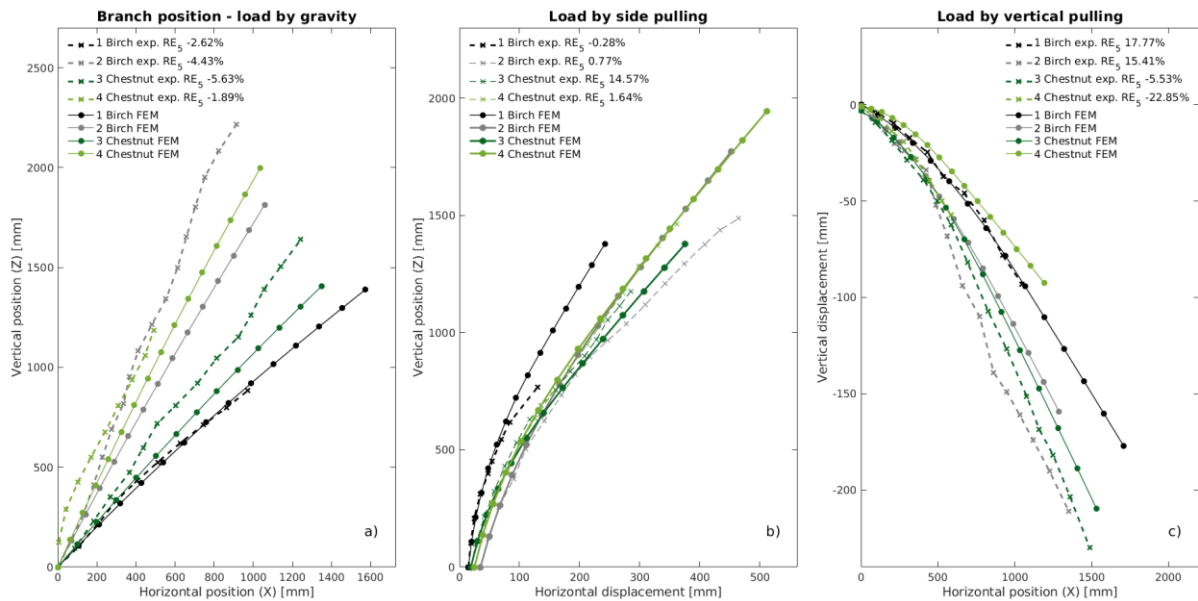 Branch position - load by gravity
1 Birch exp. RE5 -2.62%
2 Birch exp. RE5 -4.43%
3 Chestnut exp. RE5 -5.63%
4 Chestnut exp. RE5 -1.89%
1 Birch FEM
2 Birch FEM
3 Chestnut FEM
4 Chestnut FEM
2500
2000
1500
1000
500
0
Vertical position (Z) [mm]
a)
0 200 400 600 800 1000 1200 1400 1600
Horizontal position (X) [mm]
Load by side pulling
1 Birch exp. RE5 -0.28%
2 Birch exp. RE5 0.77%
3 Chestnut exp. RE5 14.57%
4 Chestnut exp. RE5 1.64%
1 Birch FEM
2 Birch FEM
3 Chestnut FEM
4 Chestnut FEM
2000
1500
1000
500
0
Vertical position (Z) [mm]
b)
0 100 200 300 400 500
Horizontal displacement [mm]
Load by vertical pulling
1 Birch exp. RE5 17.77%
2 Birch exp. RE5 15.41%
3 Chestnut exp. RE5 -5.53%
4 Chestnut exp. RE5 -22.85%
1 Birch FEM
2 Birch FEM
3 Chestnut FEM
4 Chestnut FEM
0
-50
-100
-150
-200
Vertical displacement [mm]
c)
0 500 1000 1500 2000
Horizontal position (X) [mm]